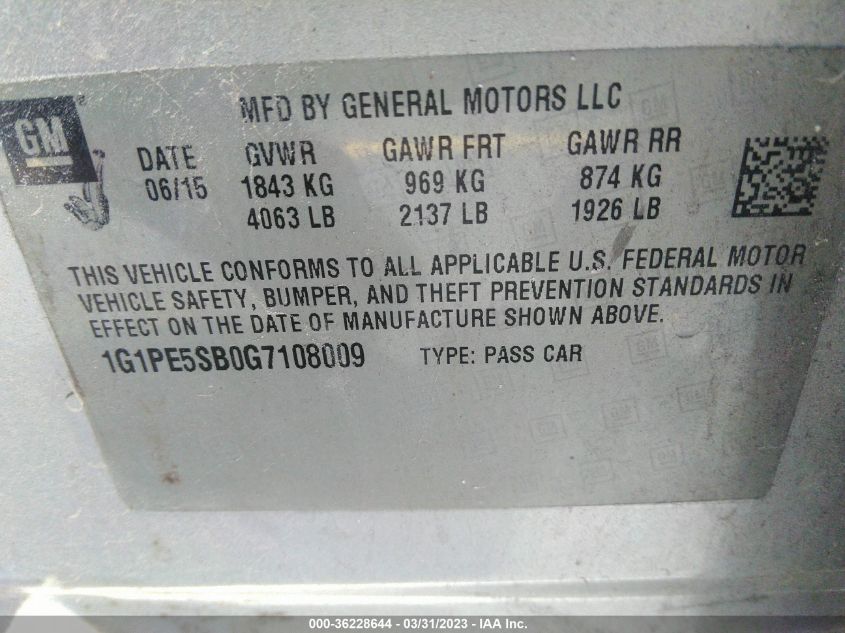 MFD BY GENERAL MOTORS LLC
GM
DATE GVWR GAWR FRT GAWR RR
06/15 1843 KG 969 KG 874 KG
4063 LB 2137 LB 1926 LB
THIS VEHICLE CONFORMS TO ALL APPLICABLE U.S. FEDERAL MOTOR
VEHICLE SAFETY, BUMPER, AND THEFT PREVENTION STANDARDS IN
EFFECT ON THE DATE OF MANUFACTURE SHOWN ABOVE.
1G1PE5SB0G7108009 TYPE: PASS CAR
000-36228644 - 03/31/2023 - IAA Inc.